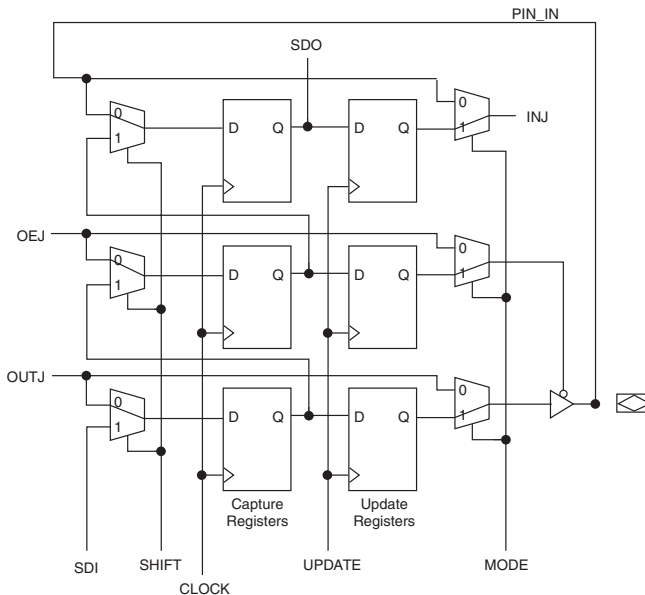 PIN_IN
SDO
0
1
D Q
D Q
0
1
INJ
OEJ
0
1
D Q
D Q
0
1
OUTJ
0
1
D Q
D Q
0
1
Capture
Registers
Update
Registers
SDI
SHIFT
CLOCK
UPDATE
MODE